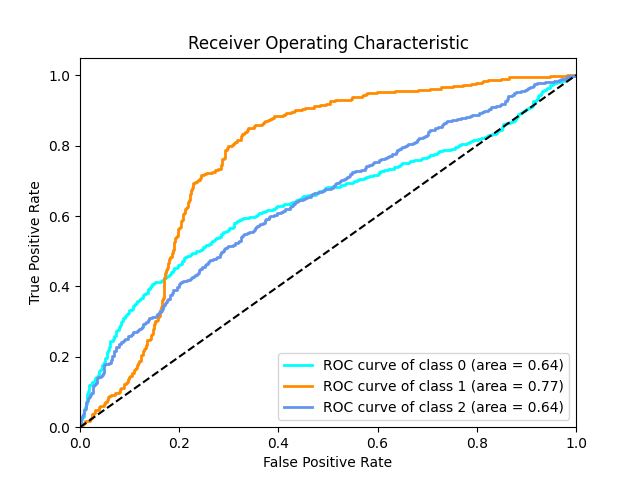 Receiver Operating Characteristic
True Positive Rate
1.0
0.8
0.6
0.4
0.2
0.0
ROC curve of class 0 (area = 0.64)
ROC curve of class 1 (area = 0.77)
ROC curve of class 2 (area = 0.64)
0.0 0.2 0.4 0.6 0.8 1.0
False Positive Rate